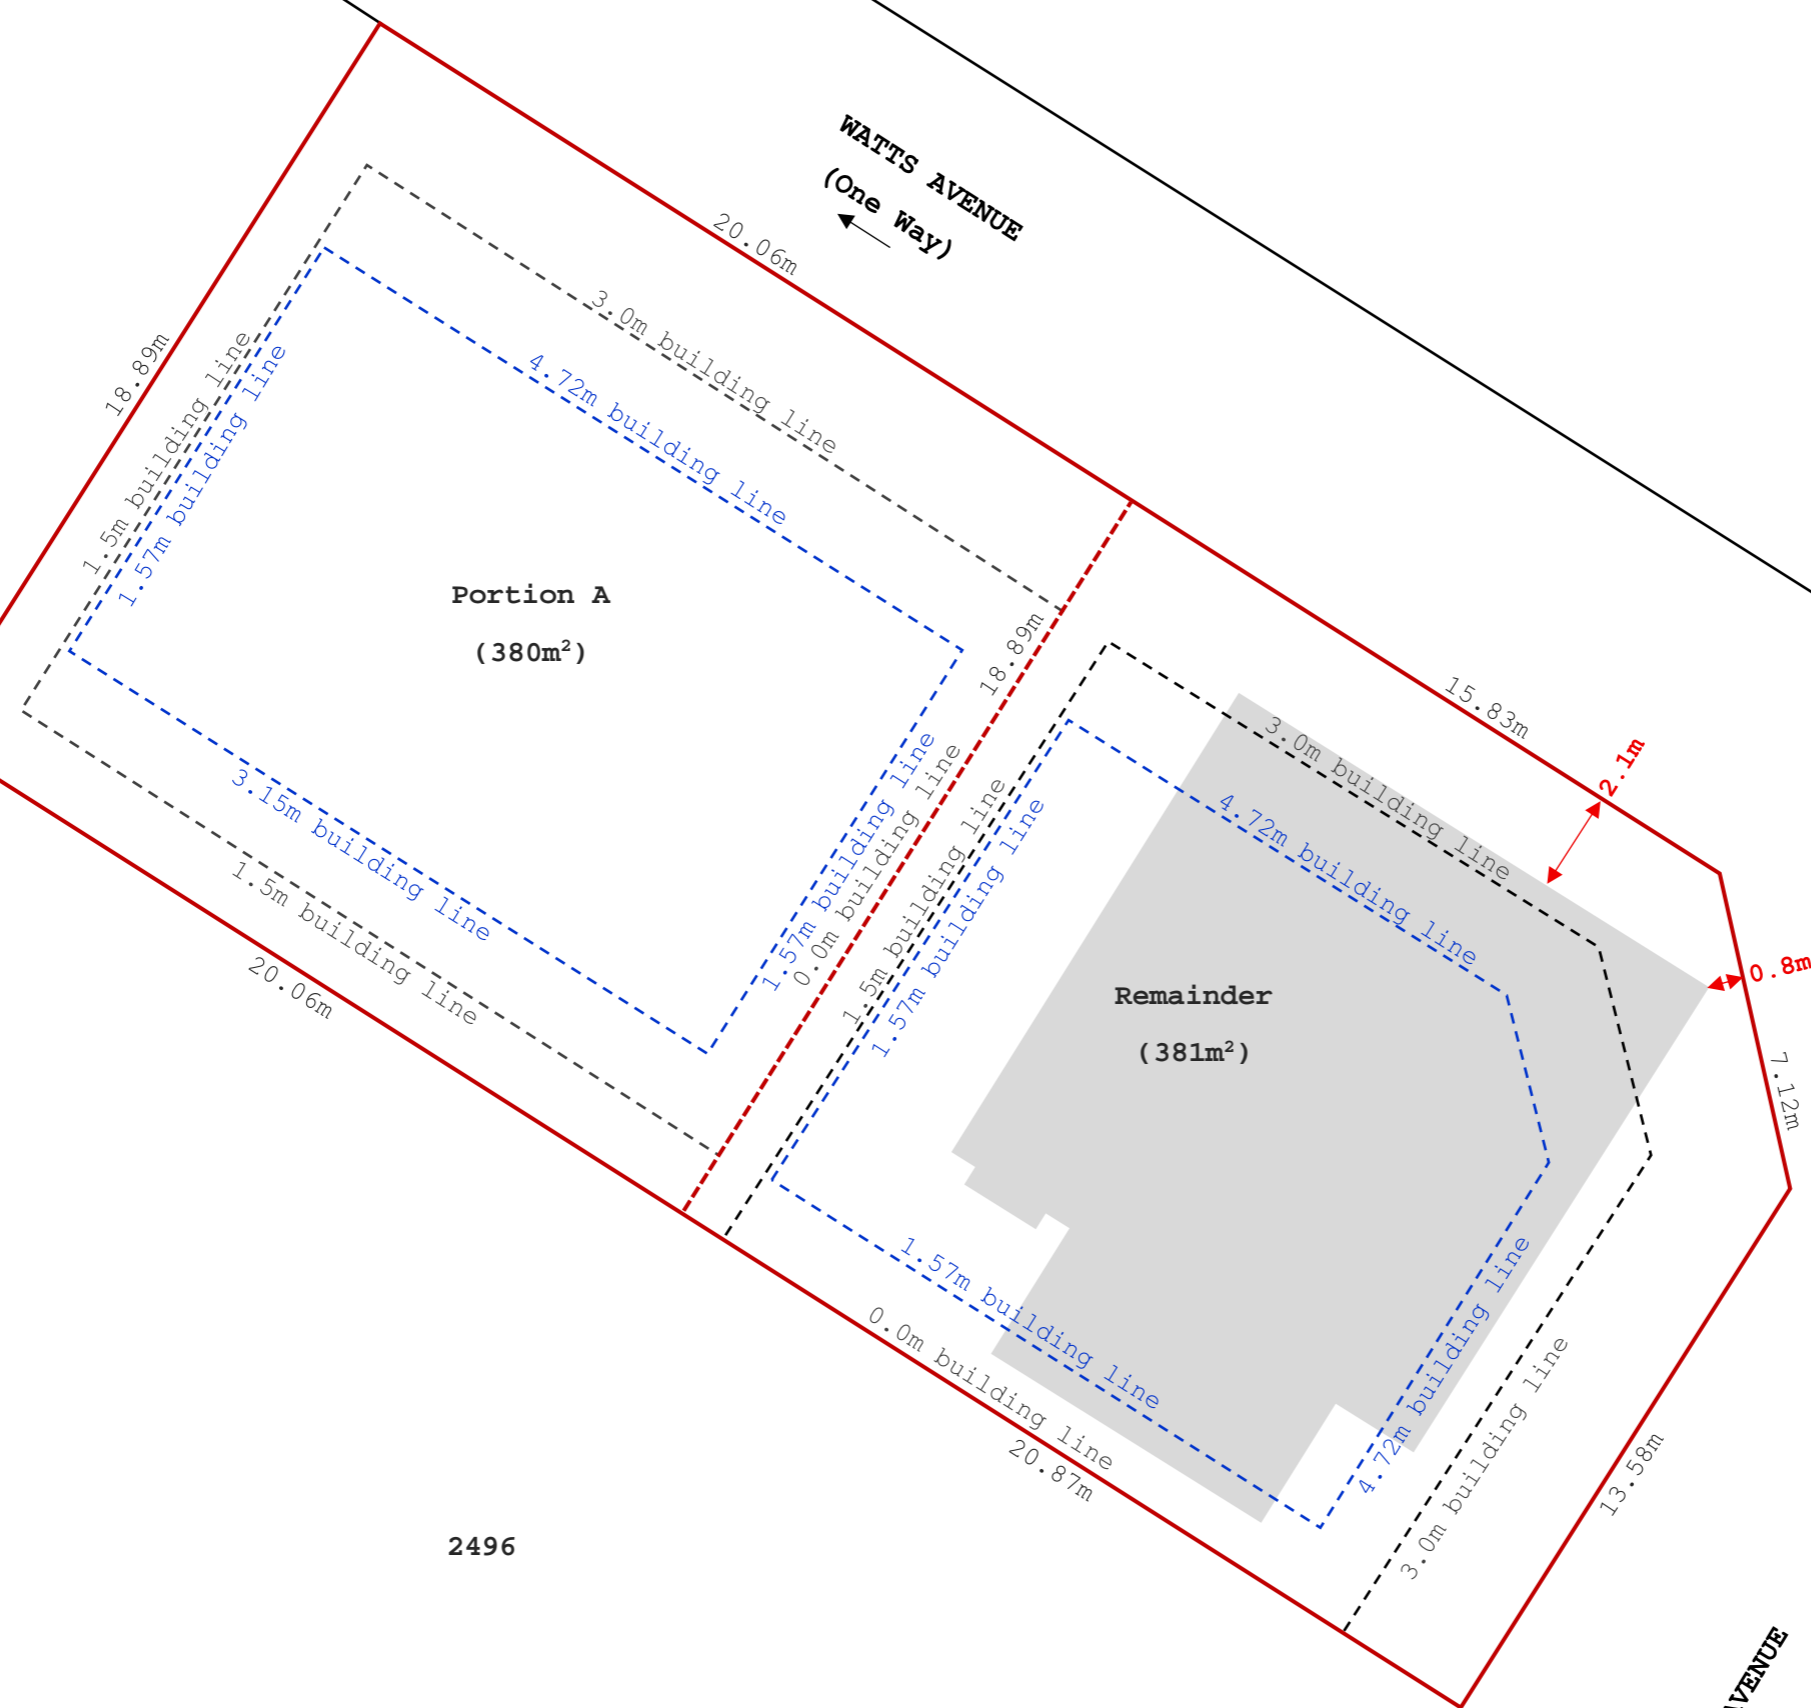 WATTS AVENUE
(One Way)
20.06m
3.0m building line
4.72m building line
18.89m
1.5m building line
1.57m building line
Portion A
(380m²)
18.89m
1.57m building line
0.0m building line
3.15m building line
1.5m building line
20.06m
15.83m
2.1m
3.0m building line
4.72m building line
0.8m
1.5m building line
1.57m building line
Remainder
(381m²)
7.12m
1.57m building line
0.0m building line
20.87m
4.72m building line
3.0m building line
13.58m
2496